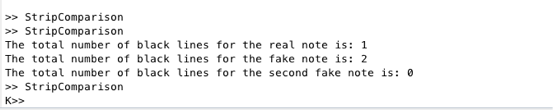 >> StripComparison
>> StripComparison
The total number of black lines for the real note is: 1
The total number of black lines for the fake note is: 2
The total number of black lines for the second fake note is: 0
>> StripComparison
K>>